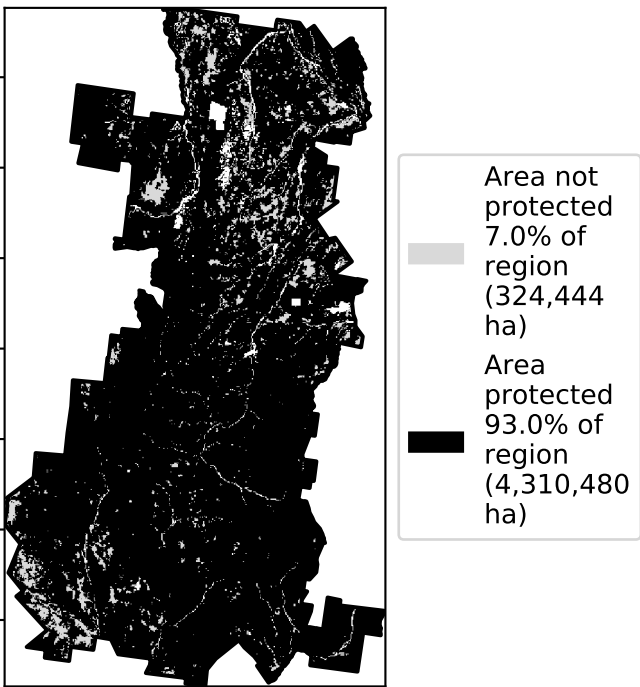 Area not
protected
7.0% of
region
(324,444
ha)
Area
protected
93.0% of
region
(4,310,480
ha)